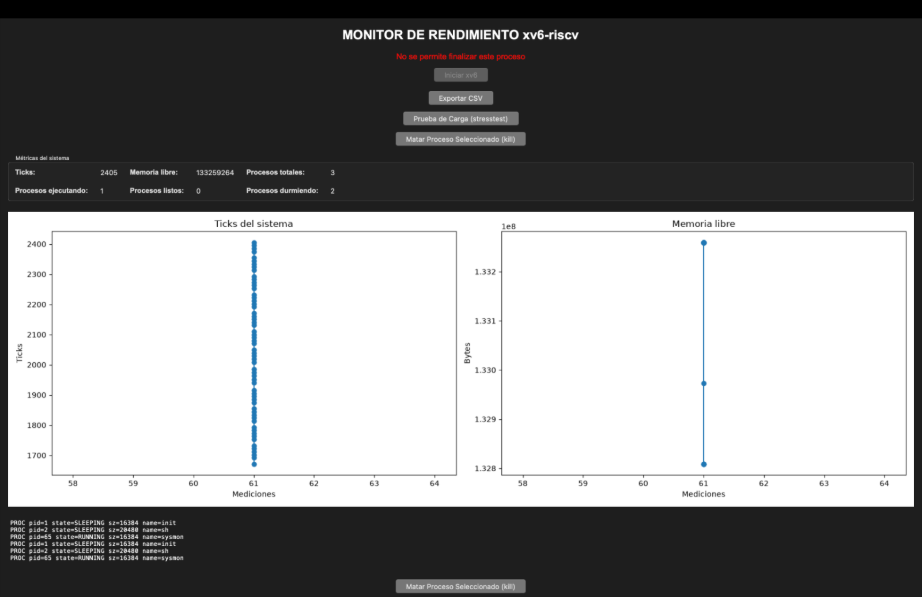 MONITOR DE RENDIMIENTO xv6-riscv
No se permite finalizar este proceso
Iniciar xv6
Exportar CSV
Prueba de Carga (stresstest)
Matar Proceso Seleccionado (kill)
Métricas del sistema
Ticks: 2405 Memoria libre: 133259264 Procesos totales: 3
Procesos ejecutando: 1 Procesos listos: 0 Procesos durmiendo: 2
Ticks del sistema
Ticks
2400
2300
2200
2100
2000
1900
1800
1700
58 59 60 61 62 63 64
Mediciones
Memoria libre
1e8
Bytes
1.332
1.331
1.330
1.329
1.328
58 59 60 61 62 63 64
Mediciones
PROC pid=1 state=SLEEPING sz=16384 name=init
PROC pid=2 state=SLEEPING sz=20480 name=sh
PROC pid=65 state=RUNNING sz=16384 name=sysmon
PROC pid=1 state=SLEEPING sz=16384 name=init
PROC pid=2 state=SLEEPING sz=20480 name=sh
PROC pid=65 state=RUNNING sz=16384 name=sysmon
Matar Proceso Seleccionado (kill)